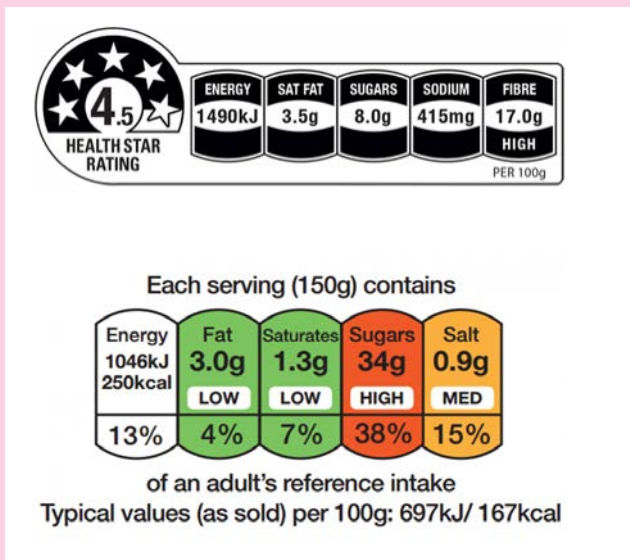 4.5
HEALTH STAR
RATING
ENERGY SAT FAT SUGARS SODIUM FIBRE
1490kJ 3.5g 8.0g 415mg 17.0g
HIGH
PER 100g
Each serving (150g) contains
Energy Fat Saturates Sugars Salt
1046kJ 3.0g 1.3g 34g 0.9g
250kcal
LOW LOW HIGH MED
13% 4% 7% 38% 15%
of an adult's reference intake
Typical values (as sold) per 100g: 697kJ/ 167kcal